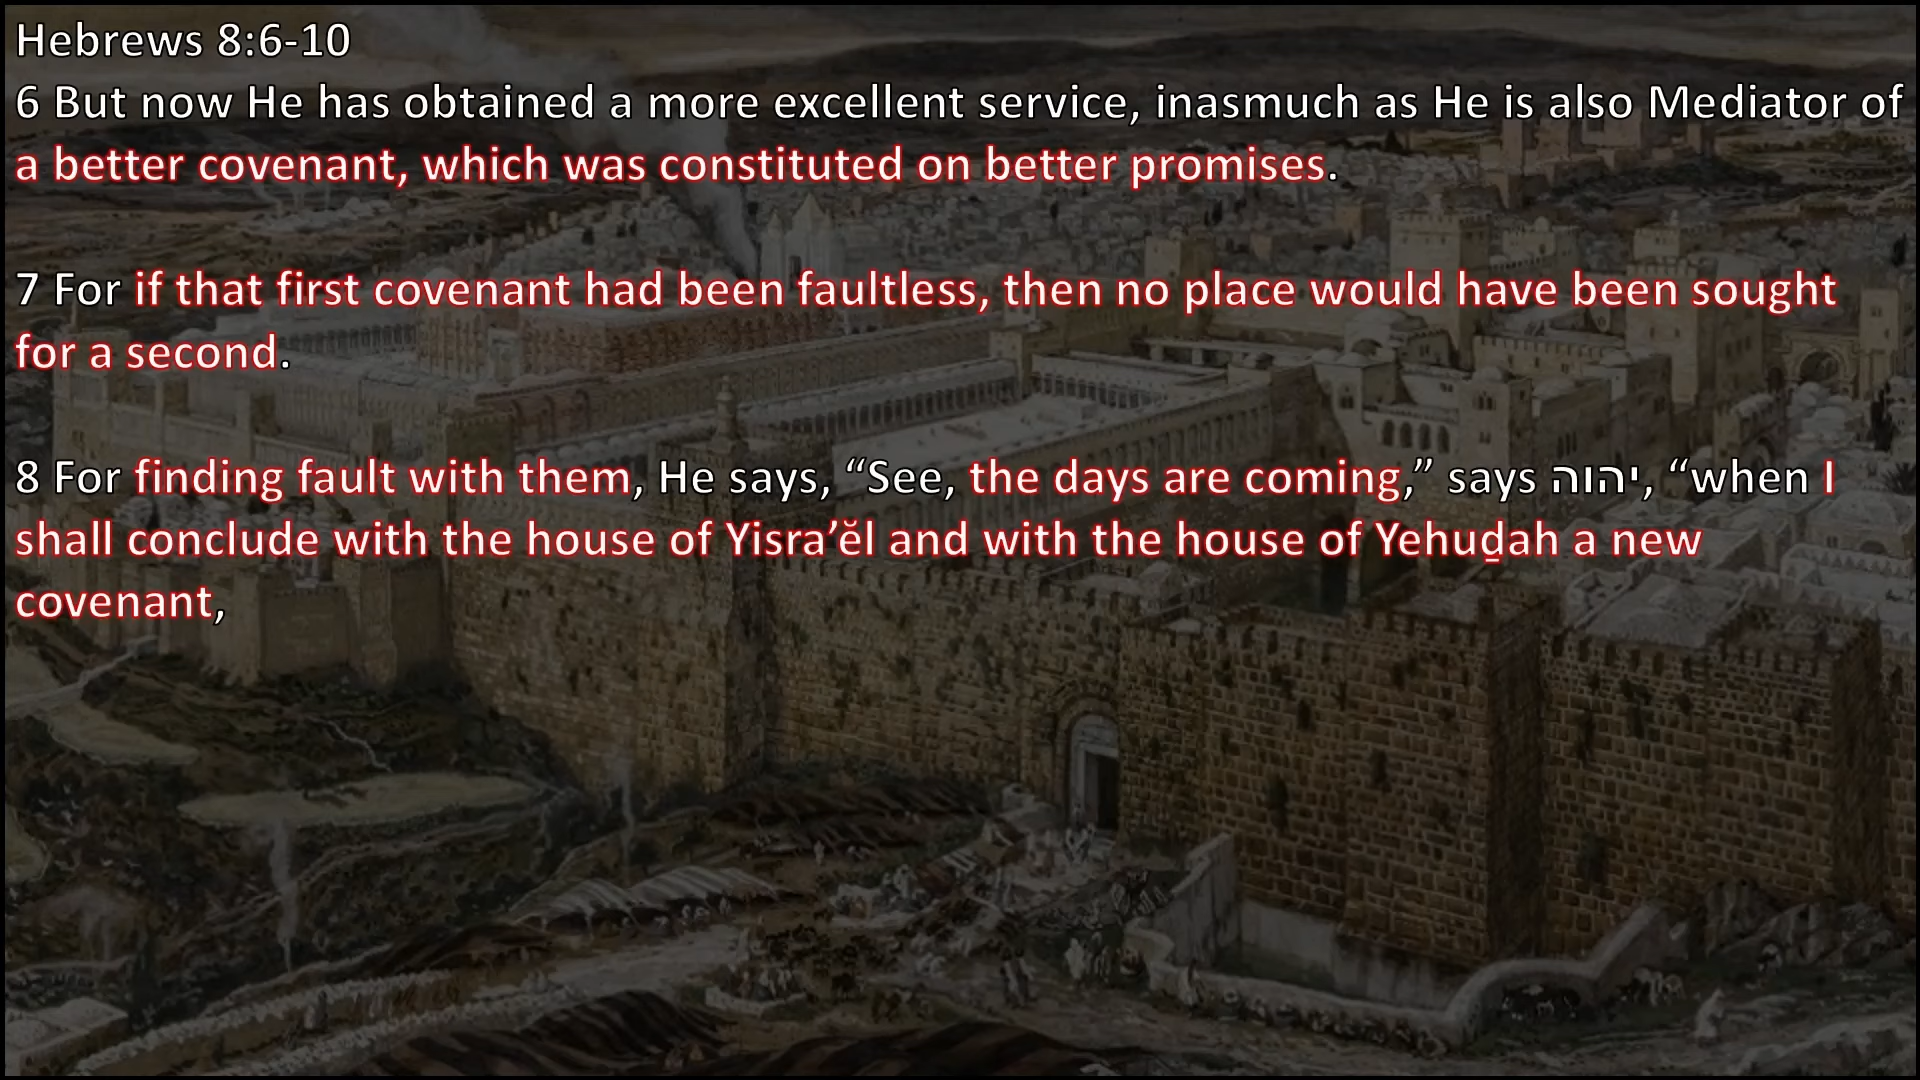 Hebrews 8:6-10
6 But now He has obtained a more excellent service, inasmuch as He is also Mediator of
a better covenant, which was constituted on better promises.
7 For if that first covenant had been faultless, then no place would have been sought
for a second.
8 For finding fault with them, He says, “See, the days are coming,” says יהוה, “when I
shall conclude with the house of Yisra’ĕl and with the house of Yehuḏah a new
covenant,